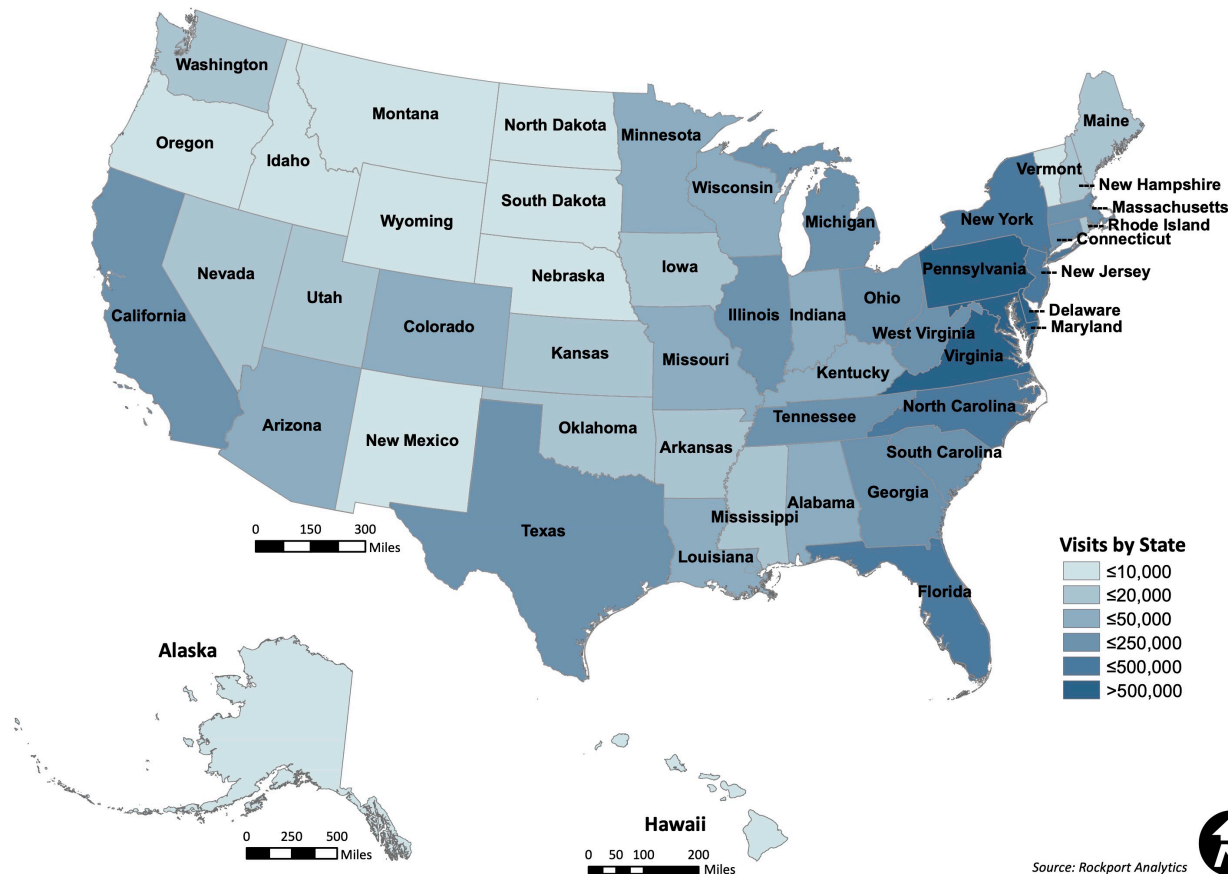 Washington
Montana
North Dakota
Minnesota
Maine
Oregon
Idaho
Vermont
New Hampshire
Wisconsin
South Dakota
Massachusetts
Wyoming
Michigan
New York
Rhode Island
Connecticut
Nevada
Nebraska
Iowa
Pennsylvania
New Jersey
Utah
Ohio
California
Colorado
Illinois
Indiana
Delaware
Maryland
West Virginia
Kansas
Missouri
Virginia
Kentucky
Arizona
New Mexico
Oklahoma
Arkansas
Tennessee
North Carolina
South Carolina
Georgia
Alabama
Mississippi
Texas
Louisiana
Florida
0 150 300
Miles
Visits by State
≤10,000
≤20,000
≤50,000
≤250,000
≤500,000
>500,000
Alaska
0 250 500
Miles
Hawaii
0 50 100 200
Miles
Source: Rockport Analytics